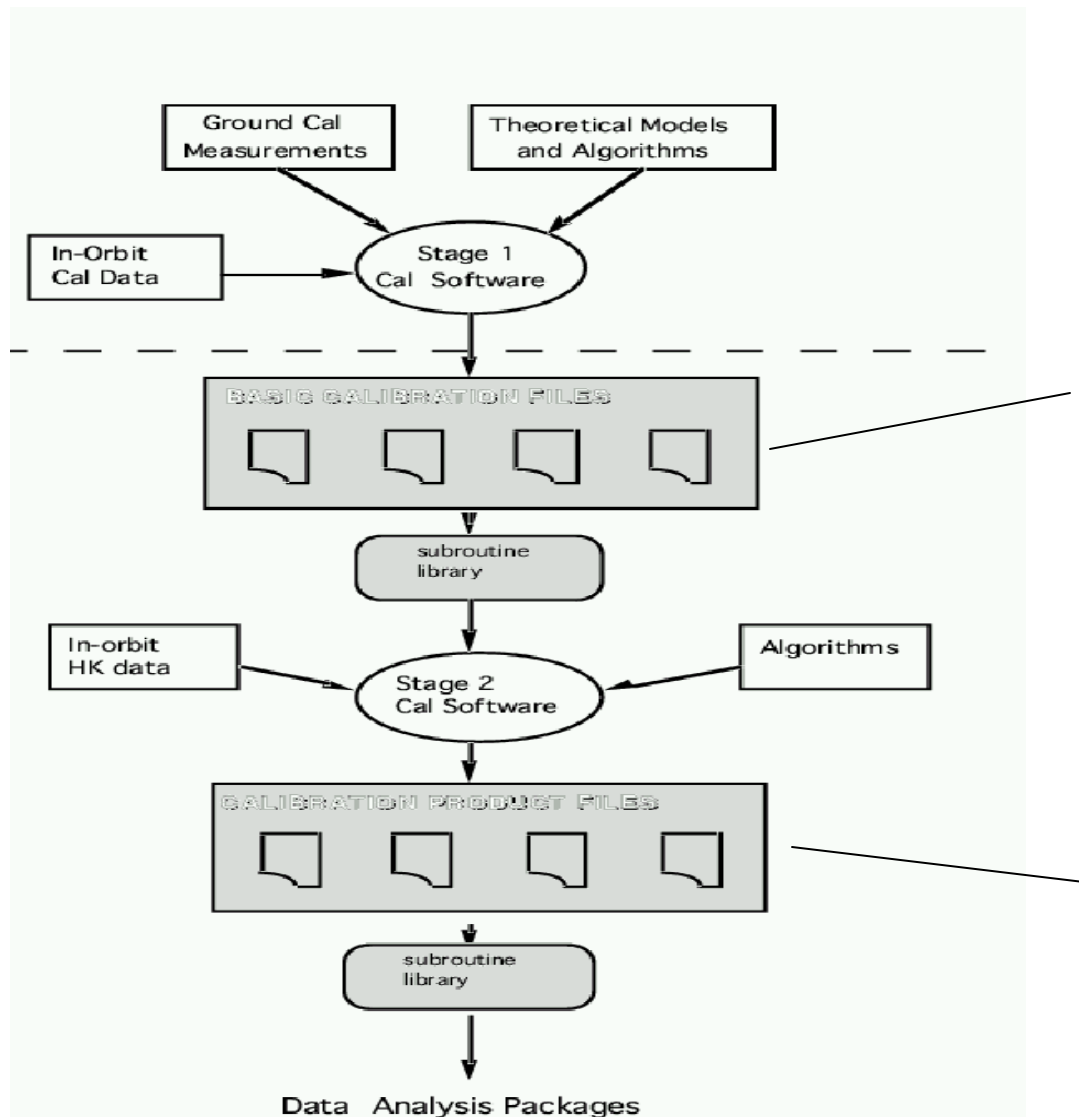 Ground Cal
Measurements
Theoretical Models
and Algorithms
In-Orbit
Cal Data
Stage 1
Cal Software
BASIC CALIBRATION FILES
subroutine
library
In-orbit
HK data
Algorithms
Stage 2
Cal Software
CALIBRATION PRODUCT FILES
subroutine
library
Data Analysis Packages